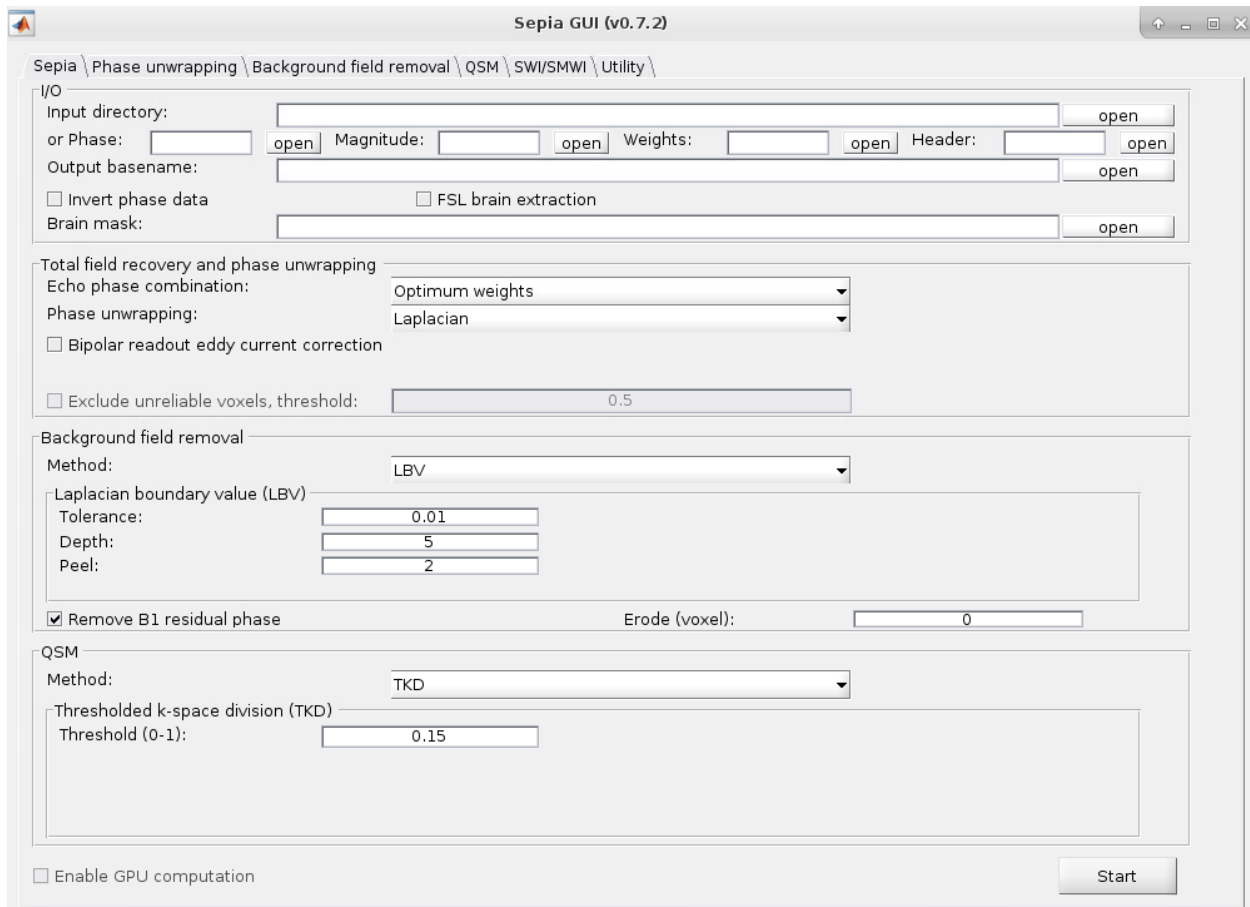 Sepia GUI (v0.7.2)
Sepia Phase unwrapping Background field removal QSM SWI/SMWI Utility
I/O
Input directory: open
or Phase: open Magnitude: open Weights: open Header: open
Output basename: open
Invert phase data FSL brain extraction
Brain mask: open
Total field recovery and phase unwrapping
Echo phase combination: Optimum weights
Phase unwrapping: Laplacian
Bipolar readout eddy current correction
Exclude unreliable voxels, threshold: 0.5
Background field removal
Method: LBV
Laplacian boundary value (LBV)
Tolerance: 0.01
Depth: 5
Peel: 2
Remove B1 residual phase Erode (voxel): 0
QSM
Method: TKD
Thresholded k-space division (TKD)
Threshold (0-1): 0.15
Enable GPU computation Start